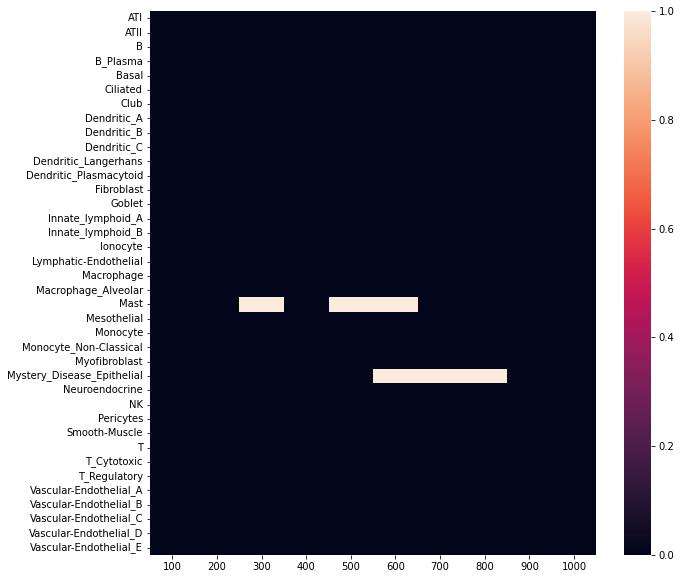 ATI
ATII
B
B_Plasma
Basal
Ciliated
Club
Dendritic_A
Dendritic_B
Dendritic_C
Dendritic_Langerhans
Dendritic_Plasmacytoid
Fibroblast
Goblet
Innate_lymphoid_A
Innate_lymphoid_B
Ionocyte
Lymphatic-Endothelial
Macrophage
Macrophage_Alveolar
Mast
Mesothelial
Monocyte
Monocyte_Non-Classical
Myofibroblast
Mystery_Disease_Epithelial
Neuroendocrine
NK
Pericytes
Smooth-Muscle
T
T_Cytotoxic
T_Regulatory
Vascular-Endothelial_A
Vascular-Endothelial_B
Vascular-Endothelial_C
Vascular-Endothelial_D
Vascular-Endothelial_E
100 200 300 400 500 600 700 800 900 1000
1.0
0.8
0.6
0.4
0.2
0.0